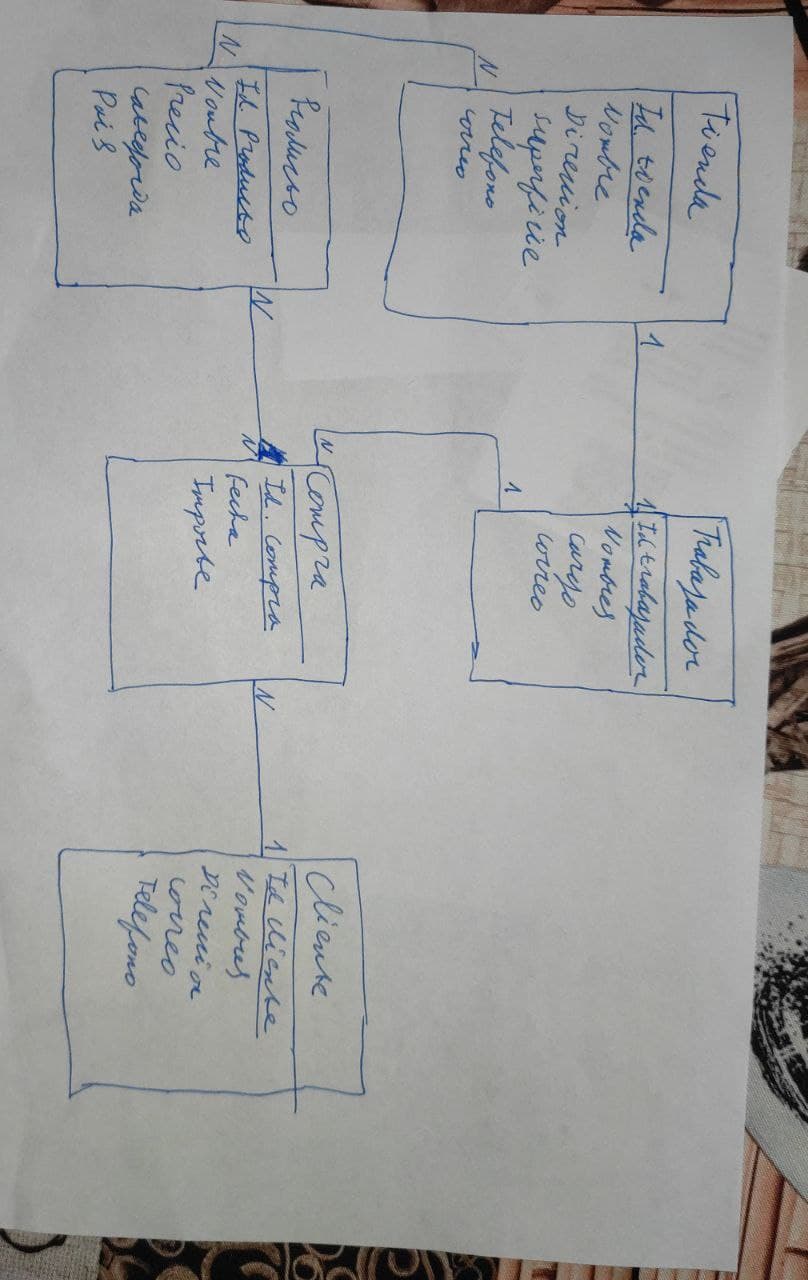 Tienda
Id. tienda
Nombre
Direccion
superficie
Telefono
correo
1
N
1
Trabajador
Id trabajador
Nombres
cargo
correo
1
N
Producto
Id Producto
Nombre
Precio
categoria
Pais
N
N
N
Compra
Id. compra
Fecha
Importe
N
1
Cliente
Id cliente
Nombres
Direccion
correo
Telefono